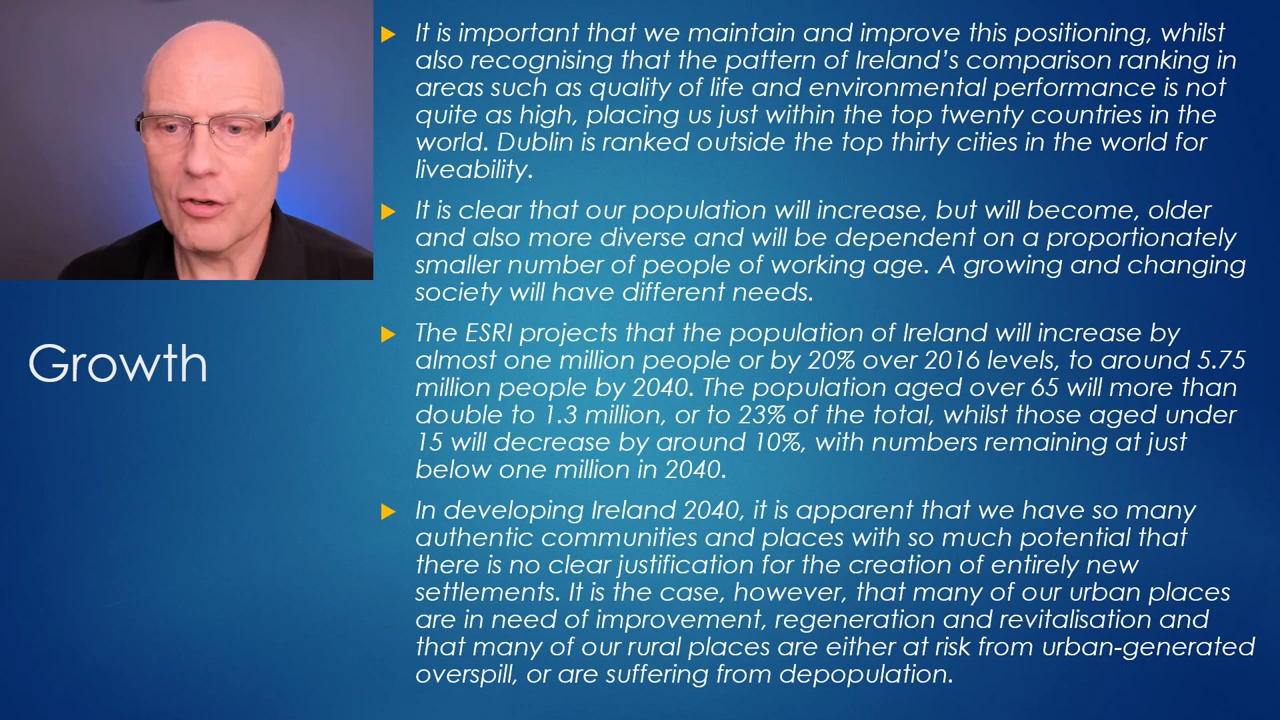 It is important that we maintain and improve this positioning, whilst
also recognising that the pattern of Ireland's comparison ranking in
areas such as quality of life and environmental performance is not
quite as high, placing us just within the top twenty countries in the
world. Dublin is ranked outside the top thirty cities in the world for
liveability.
It is clear that our population will increase, but will become, older
and also more diverse and will be dependent on a proportionately
smaller number of people of working age. A growing and changing
society will have different needs.
Growth
The ESRI projects that the population of Ireland will increase by
almost one million people or by 20% over 2016 levels, to around 5.75
million people by 2040. The population aged over 65 will more than
double to 1.3 million, or to 23% of the total, whilst those aged under
15 will decrease by around 10%, with numbers remaining at just
below one million in 2040.
In developing Ireland 2040, it is apparent that we have so many
authentic communities and places with so much potential that
there is no clear justification for the creation of entirely new
settlements. It is the case, however, that many of our urban places
are in need of improvement, regeneration and revitalisation and
that many of our rural places are either at risk from urban-generated
overspill, or are suffering from depopulation.